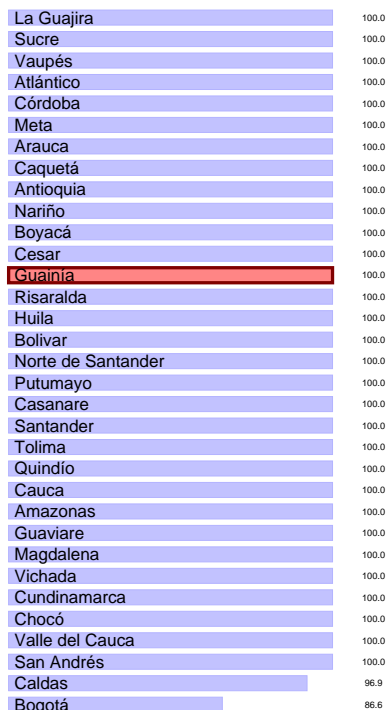 La Guajira 100.0
Sucre 100.0
Vaupés 100.0
Atlántico 100.0
Córdoba 100.0
Meta 100.0
Arauca 100.0
Caquetá 100.0
Antioquia 100.0
Nariño 100.0
Boyacá 100.0
Cesar 100.0
Guainía 100.0
Risaralda 100.0
Huila 100.0
Bolivar 100.0
Norte de Santander 100.0
Putumayo 100.0
Casanare 100.0
Santander 100.0
Tolima 100.0
Quindío 100.0
Cauca 100.0
Amazonas 100.0
Guaviare 100.0
Magdalena 100.0
Vichada 100.0
Cundinamarca 100.0
Chocó 100.0
Valle del Cauca 100.0
San Andrés 100.0
Caldas 96.9
Bogotá 86.6